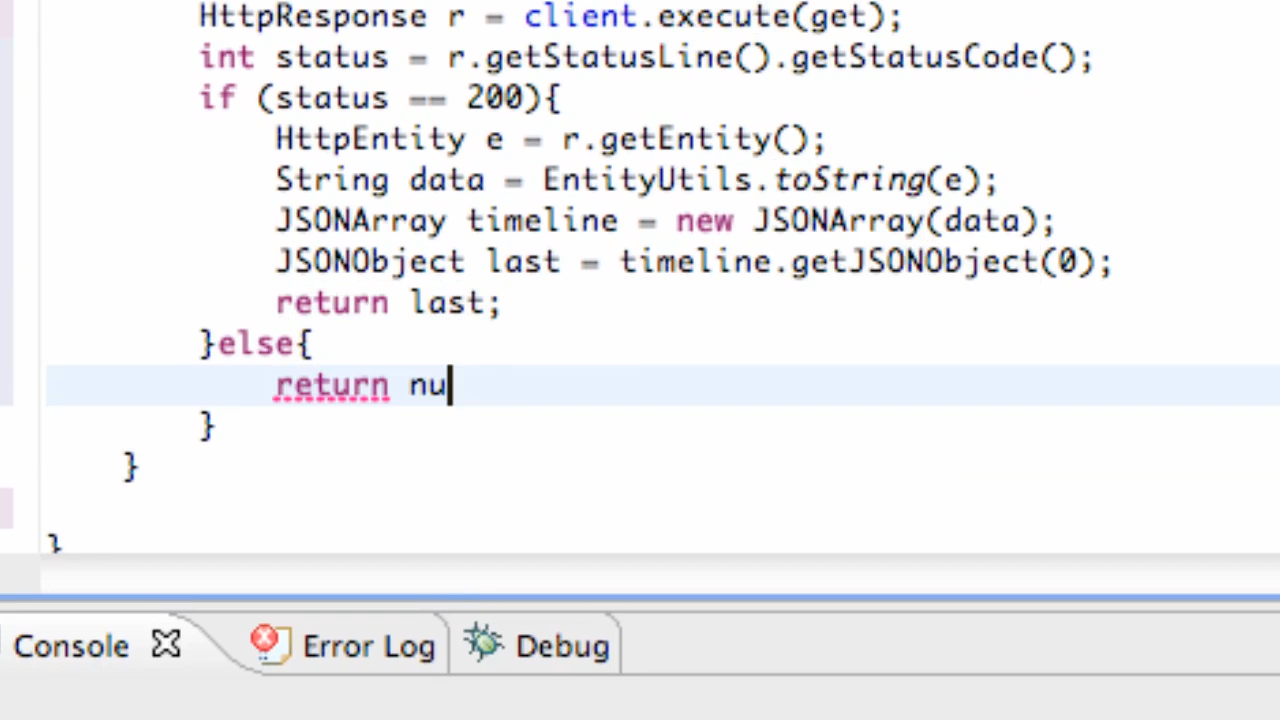 HttpResponse r = client.execute(get);
int status = r.getStatusLine().getStatusCode();
if (status == 200){
HttpEntity e = r.getEntity();
String data = EntityUtils.toString(e);
JSONArray timeline = new JSONArray(data);
JSONObject last = timeline.getJSONObject(0);
return last;
}else{
return nu
}
}
}
Console Error Log Debug